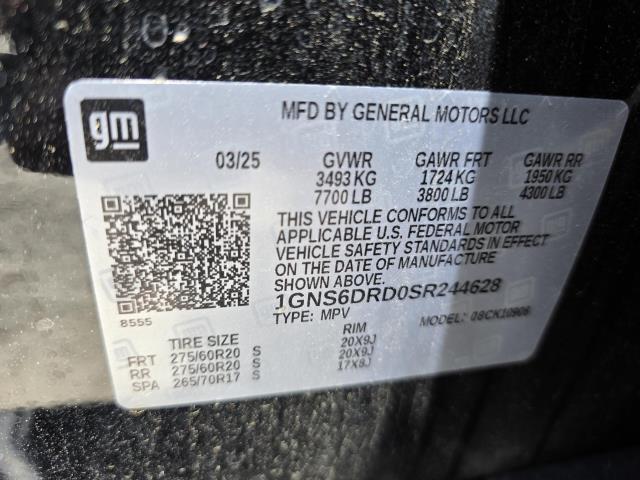 gm
MFD BY GENERAL MOTORS LLC
03/25 GVWR GAWR FRT GAWR RR
3493 KG 1724 KG 1950 KG
7700 LB 3800 LB 4300 LB
THIS VEHICLE CONFORMS TO ALL
APPLICABLE U.S. FEDERAL MOTOR
VEHICLE SAFETY STANDARDS IN EFFECT
ON THE DATE OF MANUFACTURE
SHOWN ABOVE.
1GNS6DRD0SR244628
8555 TYPE: MPV MODEL: 08CK10906
TIRE SIZE RIM
FRT 275/60R20 S 20X9J
RR 275/60R20 S 20X9J
SPA 265/70R17 S 17X8J